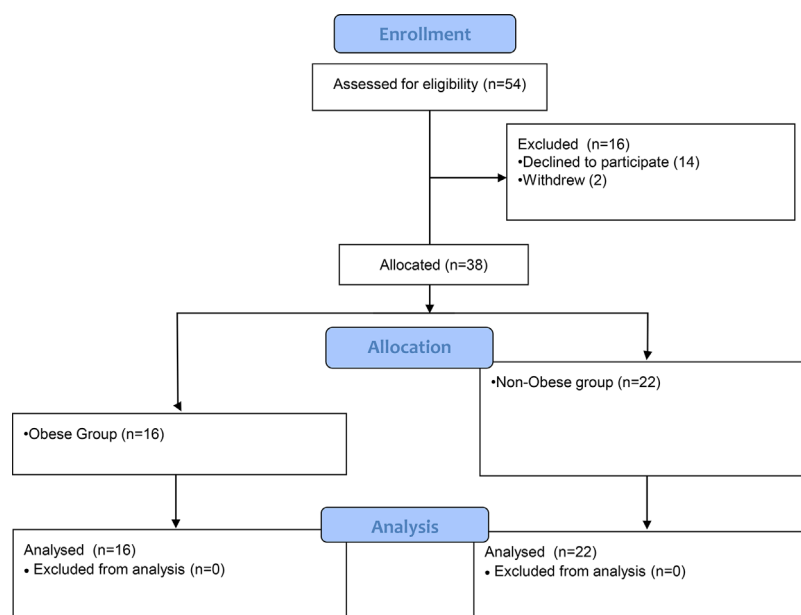 Enrollment
Assessed for eligibility (n=54)
Excluded (n=16)
•Declined to participate (14)
•Withdrew (2)
Allocated (n=38)
Allocation
•Non-Obese group (n=22)
•Obese Group (n=16)
Analysis
Analysed (n=16)
• Excluded from analysis (n=0)
Analysed (n=22)
• Excluded from analysis (n=0)